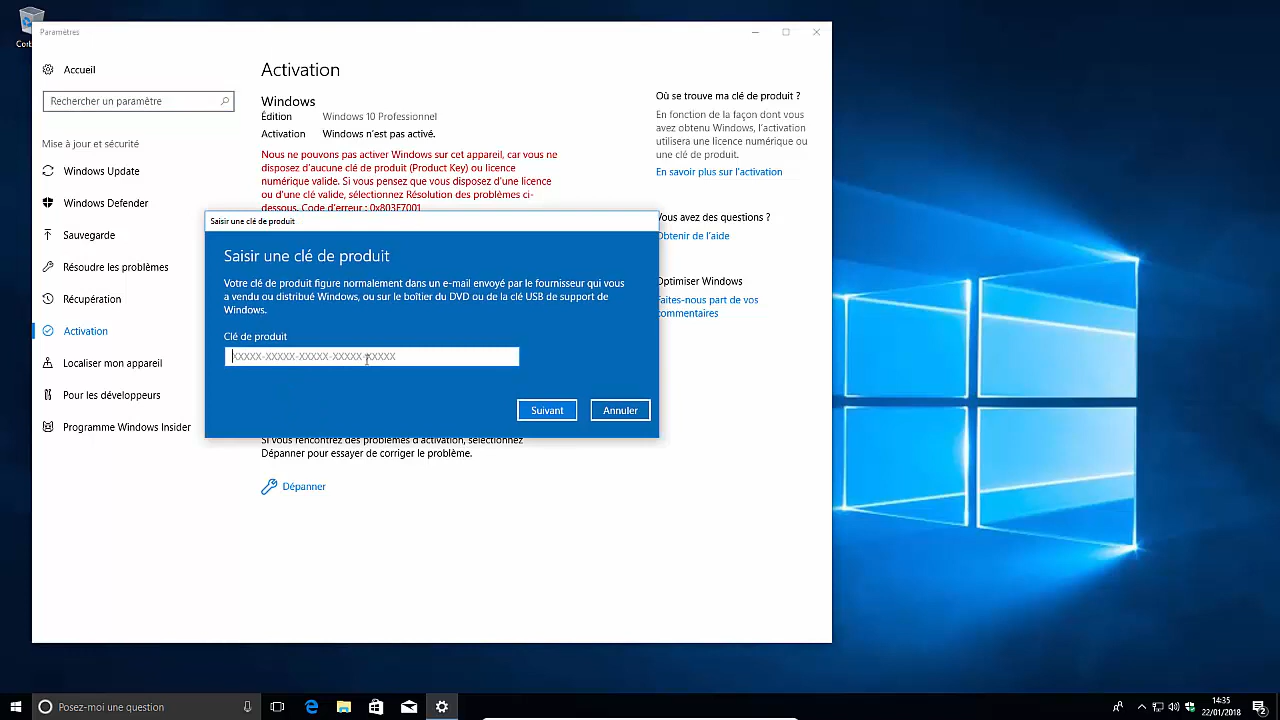 Corb
Paramètres
Accueil
Rechercher un paramètre
Mise à jour et sécurité
Windows Update
Windows Defender
Sauvegarde
Résoudre les problèmes
Récupération
Activation
Localiser mon appareil
Pour les développeurs
Programme Windows Insider
Activation
Windows
Édition Windows 10 Professionnel
Activation Windows n'est pas activé.
Nous ne pouvons pas activer Windows sur cet appareil, car vous ne
disposez d'aucune clé de produit (Product Key) ou licence
numérique valide. Si vous pensez que vous disposez d'une licence
ou d'une clé valide, sélectionnez Résolution des problèmes ci-
dessous. Code d'erreur : 0x803F7001
Saisir une clé de produit
Saisir une clé de produit
Votre clé de produit figure normalement dans un e-mail envoyé par le fournisseur qui vous
a vendu ou distribué Windows, ou sur le boîtier du DVD ou de la clé USB de support de
Windows.
Clé de produit
XXXXX-XXXXX-XXXXX-XXXXX-XXXXX
Suivant
Annuler
Si vous rencontrez des problèmes d'activation, sélectionnez
Dépanner pour essayer de corriger le problème.
Dépanner
Où se trouve ma clé de produit ?
En fonction de la façon dont vous
avez obtenu Windows, l'activation
utilisera une licence numérique ou
une clé de produit.
En savoir plus sur l'activation
Vous avez des questions ?
Obtenir de l'aide
Optimiser Windows
Faites-nous part de vos
commentaires
Posez-moi une question
14:35
22/01/2018